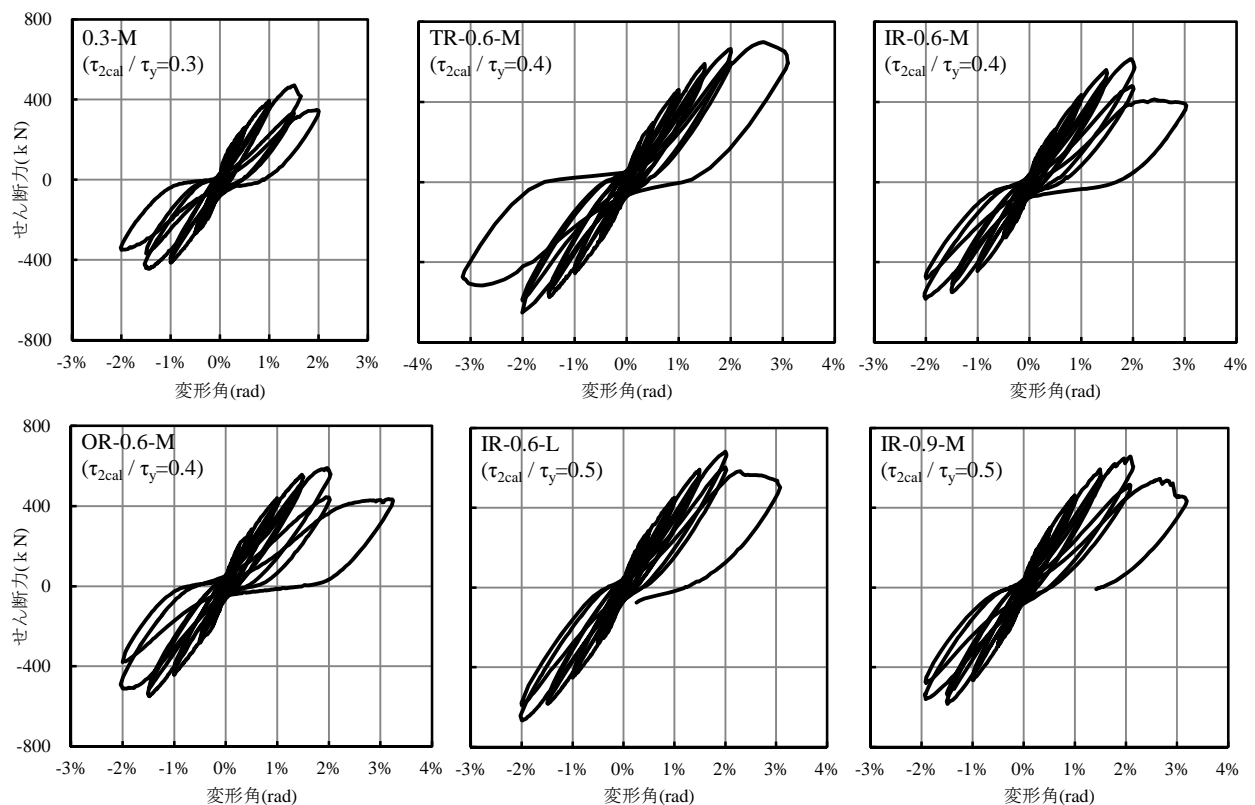 0.3-M
(τ2cal / τy=0.3)
800
400
0
-400
-800
せん断力(ｋN)
-3% -2% -1% 0% 1% 2% 3%
変形角(rad)
TR-0.6-M
(τ2cal / τy=0.4)
-4% -3% -2% -1% 0% 1% 2% 3% 4%
変形角(rad)
IR-0.6-M
(τ2cal / τy=0.4)
-3% -2% -1% 0% 1% 2% 3% 4%
変形角(rad)
OR-0.6-M
(τ2cal / τy=0.4)
800
400
0
-400
-800
せん断力(ｋN)
-3% -2% -1% 0% 1% 2% 3% 4%
変形角(rad)
IR-0.6-L
(τ2cal / τy=0.5)
-3% -2% -1% 0% 1% 2% 3% 4%
変形角(rad)
IR-0.9-M
(τ2cal / τy=0.5)
-3% -2% -1% 0% 1% 2% 3% 4%
変形角(rad)